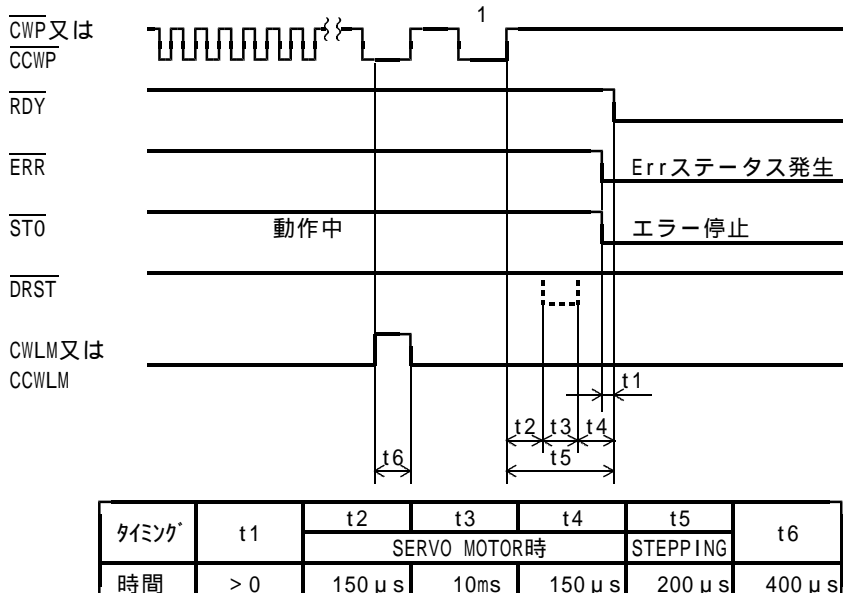 CWP又は
CCWP
1
RDY
ERR
Errステータス発生
STO
動作中
エラー停止
DRST
CWLM又は
CCWLM
t1
t2 t3 t4
t6
t5
ﾀｲﾐﾝｸﾞ t1 t2 t3 t4 t5 t6
SERVO MOTOR時 STEPPING
時間 >0 150μs 10ms 150μs 200μs 400μs